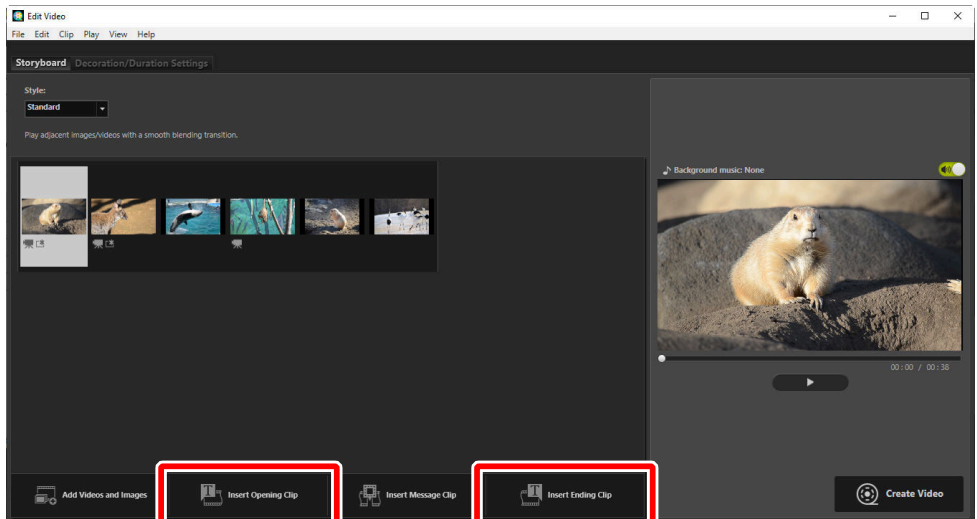 Edit Video
File Edit Clip Play View Help
Storyboard Decoration/Duration Settings
Style:
Standard
Play adjacent images/videos with a smooth blending transition.
Background music: None
00:00 / 00:38
Add Videos and Images
Insert Opening Clip
Insert Message Clip
Insert Ending Clip
Create Video